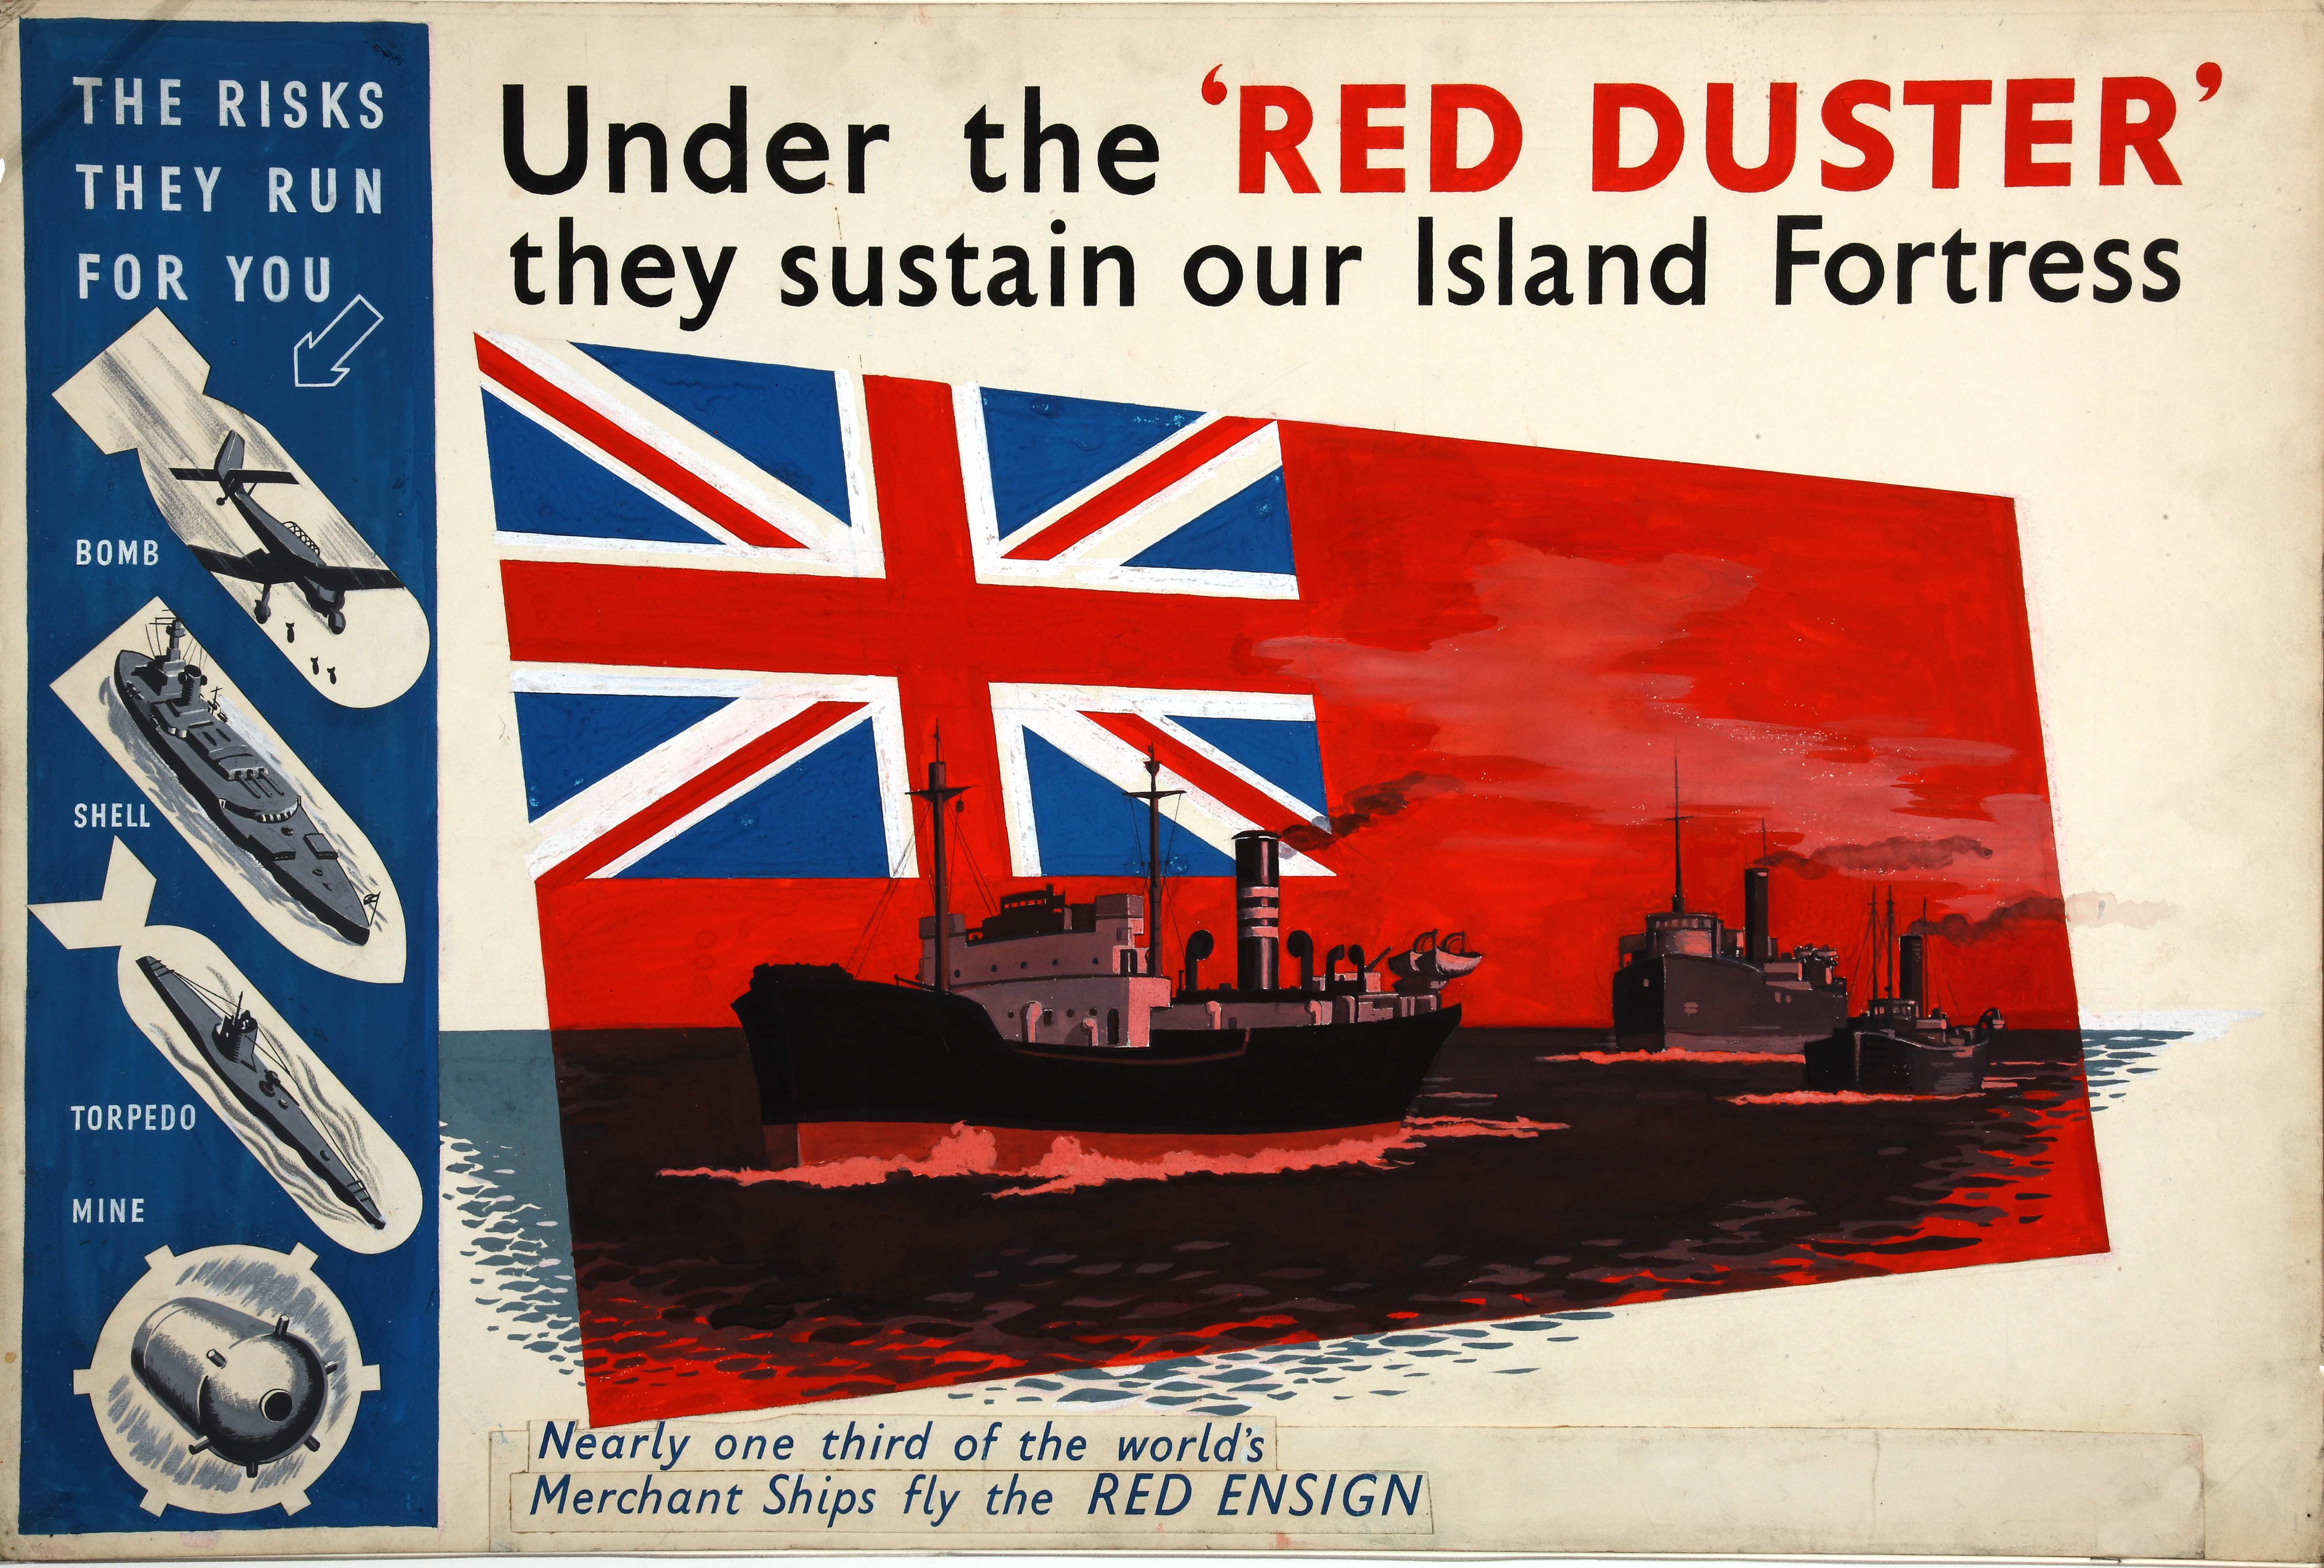 THE RISKS
THEY RUN
FOR YOU
BOMB
SHELL
TORPEDO
MINE
Under the ‘RED DUSTER’
they sustain our Island Fortress
Nearly one third of the world's
Merchant Ships fly the RED ENSIGN